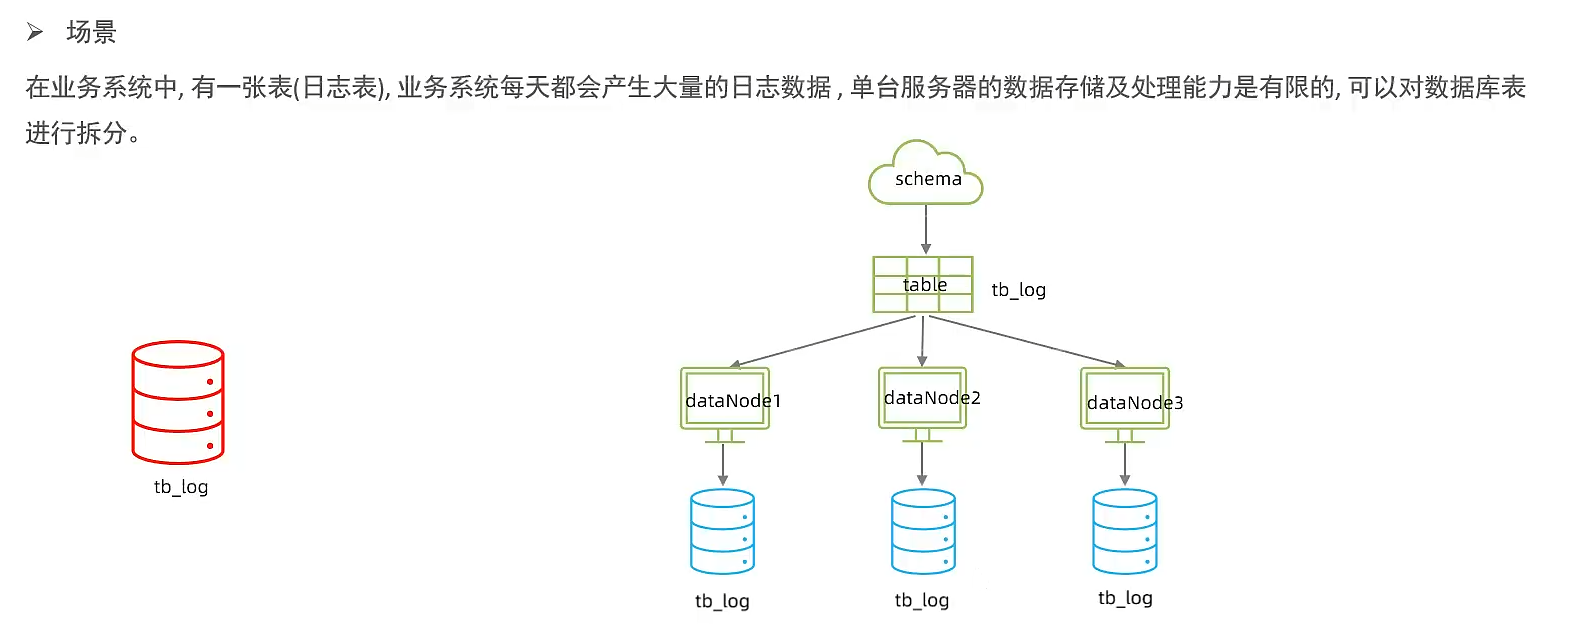 场景
在业务系统中, 有一张表(日志表), 业务系统每天都会产生大量的日志数据 , 单台服务器的数据存储及处理能力是有限的, 可以对数据库表
进行拆分。
schema
table
tb_log
dataNode1
dataNode2
dataNode3
tb_log
tb_log
tb_log
tb_log